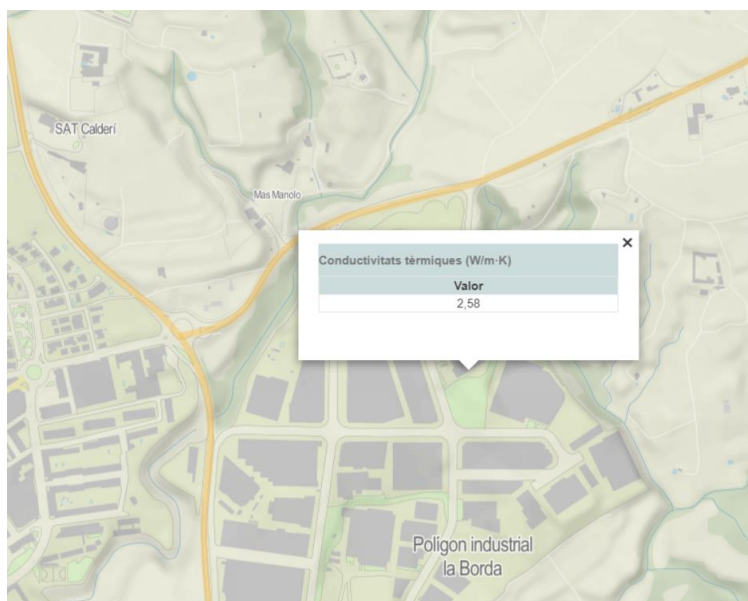 SAT Calderí
Mas Manolo
×
Conductivitats tèrmiques (W/m·K)
Valor
2,58
Polígon industrial
la Borda